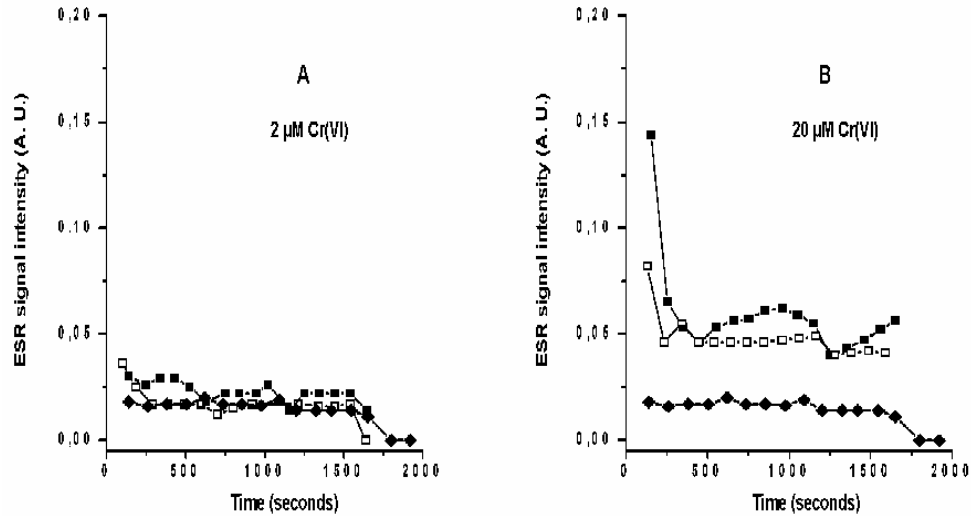 0,20
0,15
0,10
0,05
0,00
ESR signal intensity (A. U.)
A
2 µM Cr(VI)
0
500
1000
1500
2000
Time (seconds)
0,20
0,15
0,10
0,05
0,00
ESR signal intensity (A. U.)
B
20 µM Cr(VI)
0
500
1000
1500
2000
Time (seconds)